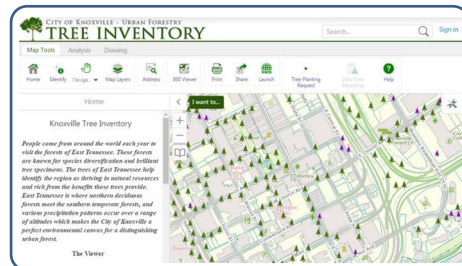 CITY OF KNOXVILLE - URBAN FORESTRY
TREE INVENTORY
Search...
Sign in
Map Tools Analysis Drawing
Home Identify Naviga... Map Layers Address 360 Viewer Print Share Launch Tree Planting Request Help
Home
I want to...
Knoxville Tree Inventory
People come from around the world each year to
visit the forests of East Tennessee. These forests
are known for species diversification and brilliant
tree specimens. The trees of East Tennessee help
identify the region as thriving in natural resources
and rich from the benefits those trees provide.
East Tennessee is where northern deciduous
forests meet the southern temperate forests, and
various precipitation patterns occur over a range
of altitudes which makes the City of Knoxville a
perfect environmental canvas for a distinguishing
urban forest.
The Viewer